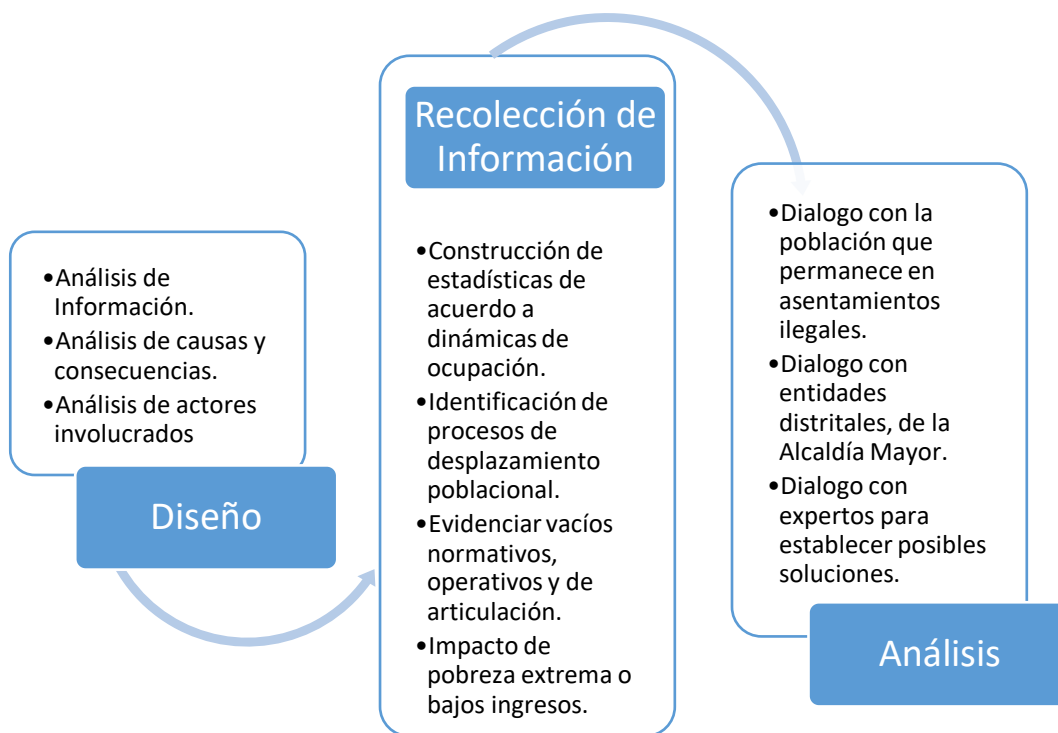 •Análisis de
Información.
•Análisis de causas y
consecuencias.
•Análisis de actores
involucrados
Diseño
Recolección de
Información
•Construcción de
estadísticas de
acuerdo a
dinámicas de
ocupación.
•Identificación de
procesos de
desplazamiento
poblacional.
•Evidenciar vacíos
normativos,
operativos y de
articulación.
•Impacto de
pobreza extrema o
bajos ingresos.
•Dialogo con la
población que
permanece en
asentamientos
ilegales.
•Dialogo con
entidades
distritales, de la
Alcaldía Mayor.
•Dialogo con
expertos para
establecer posibles
soluciones.
Análisis